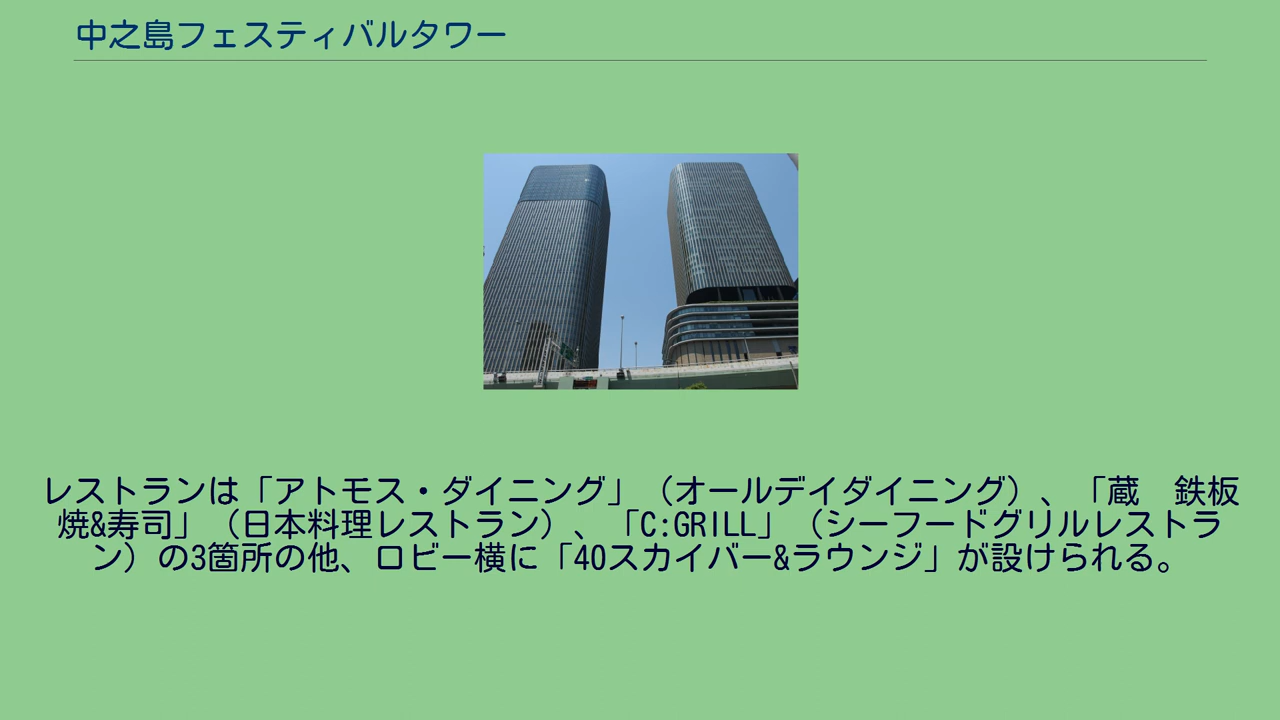 中之島フェスティバルタワー
レストランは「アトモス・ダイニング」（オールデイダイニング）、「蔵　鉄板
焼&寿司」（日本料理レストラン）、「C:GRILL」（シーフードグリルレストラ
ン）の3箇所の他、ロビー横に「40スカイバー&ラウンジ」が設けられる。